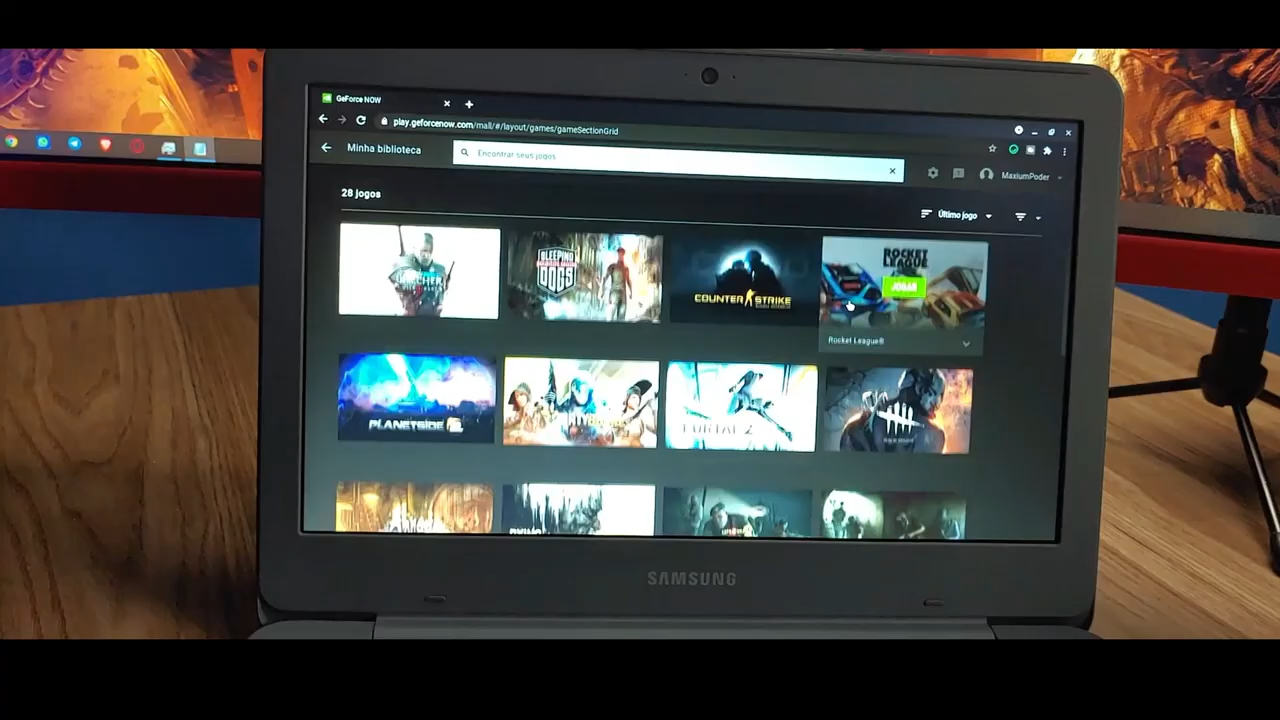 GeForce NOW
play.geforcenow.com/mall/#/layout/games/gameSectionGrid
Minha biblioteca
Encontrar seus jogos
MaxiumPoder
28 jogos
Último jogo
SLEEPING
DOGS
COUNTER STRIKE
ROCKET
LEAGUE
JOGAR
Rocket League®
PLANETSIDE 2
PORTAL 2
SAMSUNG